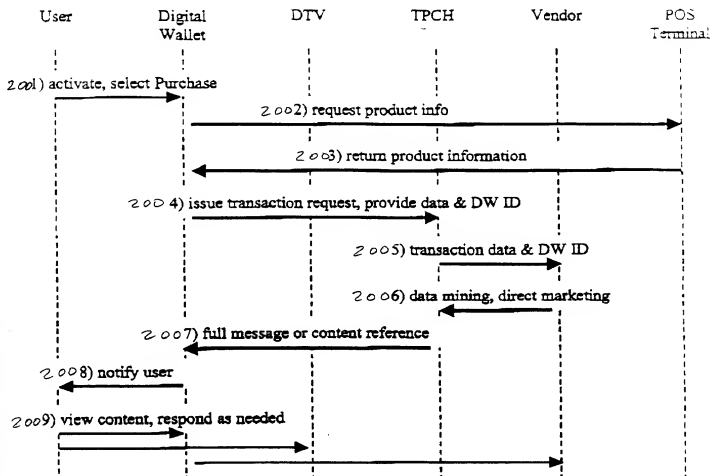 User Digital Wallet DTV TPCH Vendor POS Terminal
2001) activate, select Purchase
2002) request product info
2003) return product information
2004) issue transaction request, provide data & DW ID
2005) transaction data & DW ID
2006) data mining, direct marketing
2007) full message or content reference
2008) notify user
2009) view content, respond as needed